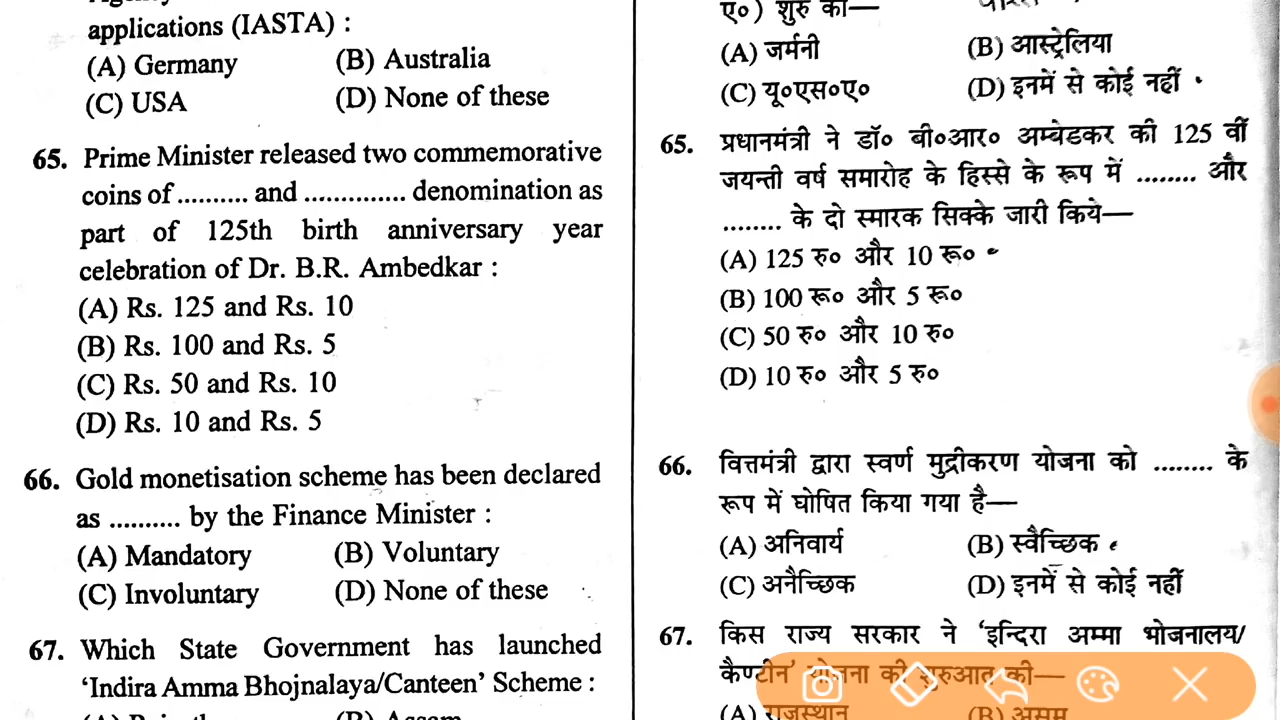 applications (IASTA) :
(A) Germany (B) Australia
(C) USA (D) None of these
65. Prime Minister released two commemorative
coins of .......... and .............. denomination as
part of 125th birth anniversary year
celebration of Dr. B.R. Ambedkar :
(A) Rs. 125 and Rs. 10
(B) Rs. 100 and Rs. 5
(C) Rs. 50 and Rs. 10
(D) Rs. 10 and Rs. 5
66. Gold monetisation scheme has been declared
as .......... by the Finance Minister :
(A) Mandatory (B) Voluntary
(C) Involuntary (D) None of these
67. Which State Government has launched
‘Indira Amma Bhojnalaya/Canteen’ Scheme :
(B) Assam
ए०) शुरु की—
(A) जर्मनी (B) आस्ट्रेलिया
(C) यू०एस०ए० (D) इनमें से कोई नहीं
65. प्रधानमंत्री ने डॉ० बी०आर० अम्बेडकर की 125 वीं
जयन्ती वर्ष समारोह के हिस्से के रूप में ........ और
........ के दो स्मारक सिक्के जारी किये—
(A) 125 रु० और 10 रू०
(B) 100 रू० और 5 रू०
(C) 50 रु० और 10 रु०
(D) 10 रु० और 5 रु०
66. वित्तमंत्री द्वारा स्वर्ण मुद्रीकरण योजना को ........ के
रूप में घोषित किया गया है—
(A) अनिवार्य (B) स्वैच्छिक
(C) अनैच्छिक (D) इनमें से कोई नहीं
67. किस राज्य सरकार ने ‘इन्दिरा अम्मा भोजनालय/
कैण्टीन’ योजना की शुरुआत की—
(A) राजस्थान (B) असम